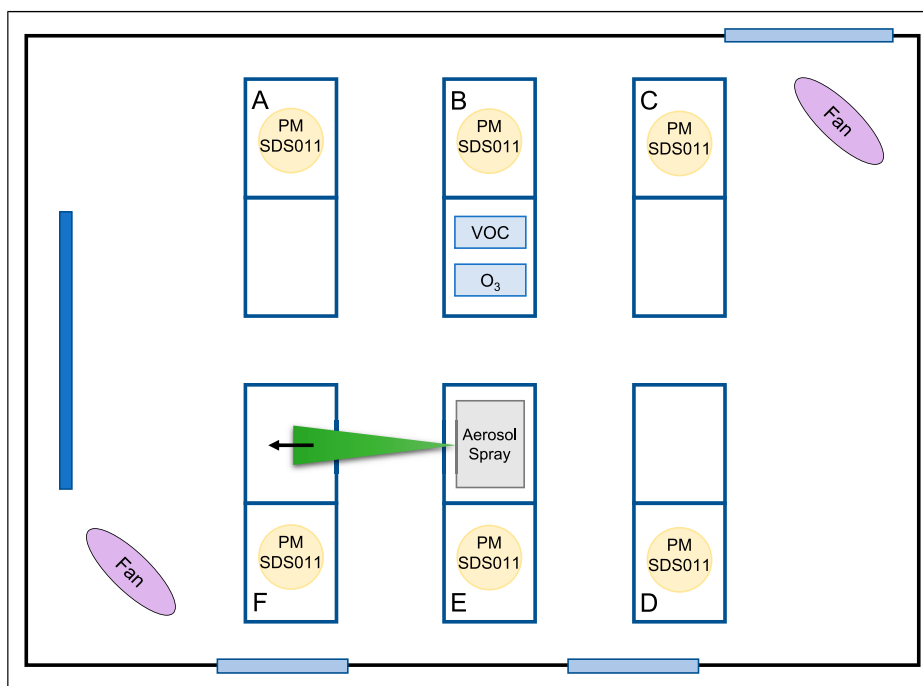 A
B
C
PM
SDS011
PM
SDS011
PM
SDS011
Fan
VOC
O₃
Aerosol
Spray
Fan
PM
SDS011
PM
SDS011
PM
SDS011
F
E
D